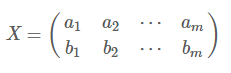 X = ( a₁ a₂ ⋯ aₘ
b₁ b₂ ⋯ bₘ )